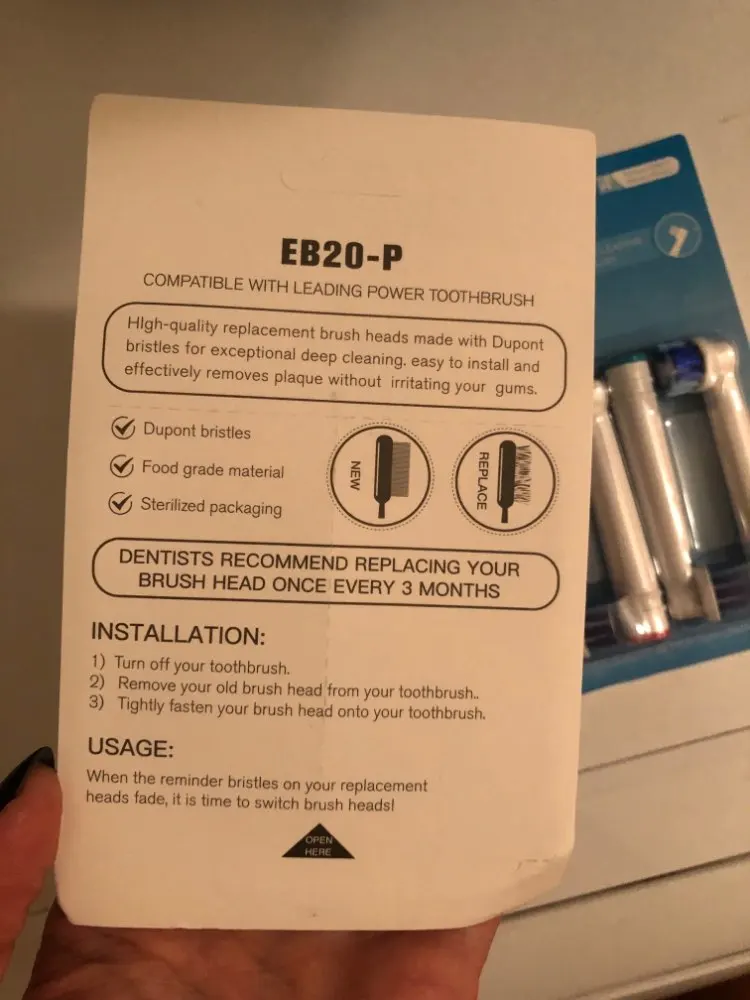 EB20-P
COMPATIBLE WITH LEADING POWER TOOTHBRUSH
HIgh-quality replacement brush heads made with Dupont
bristles for exceptional deep cleaning. easy to install and
effectively removes plaque without irritating your gums.
Dupont bristles
Food grade material
Sterilized packaging
NEW
REPLACE
DENTISTS RECOMMEND REPLACING YOUR
BRUSH HEAD ONCE EVERY 3 MONTHS
INSTALLATION:
1) Turn off your toothbrush.
2) Remove your old brush head from your toothbrush..
3) Tightly fasten your brush head onto your toothbrush.
USAGE:
When the reminder bristles on your replacement
heads fade, it is time to switch brush heads!
OPEN
HERE